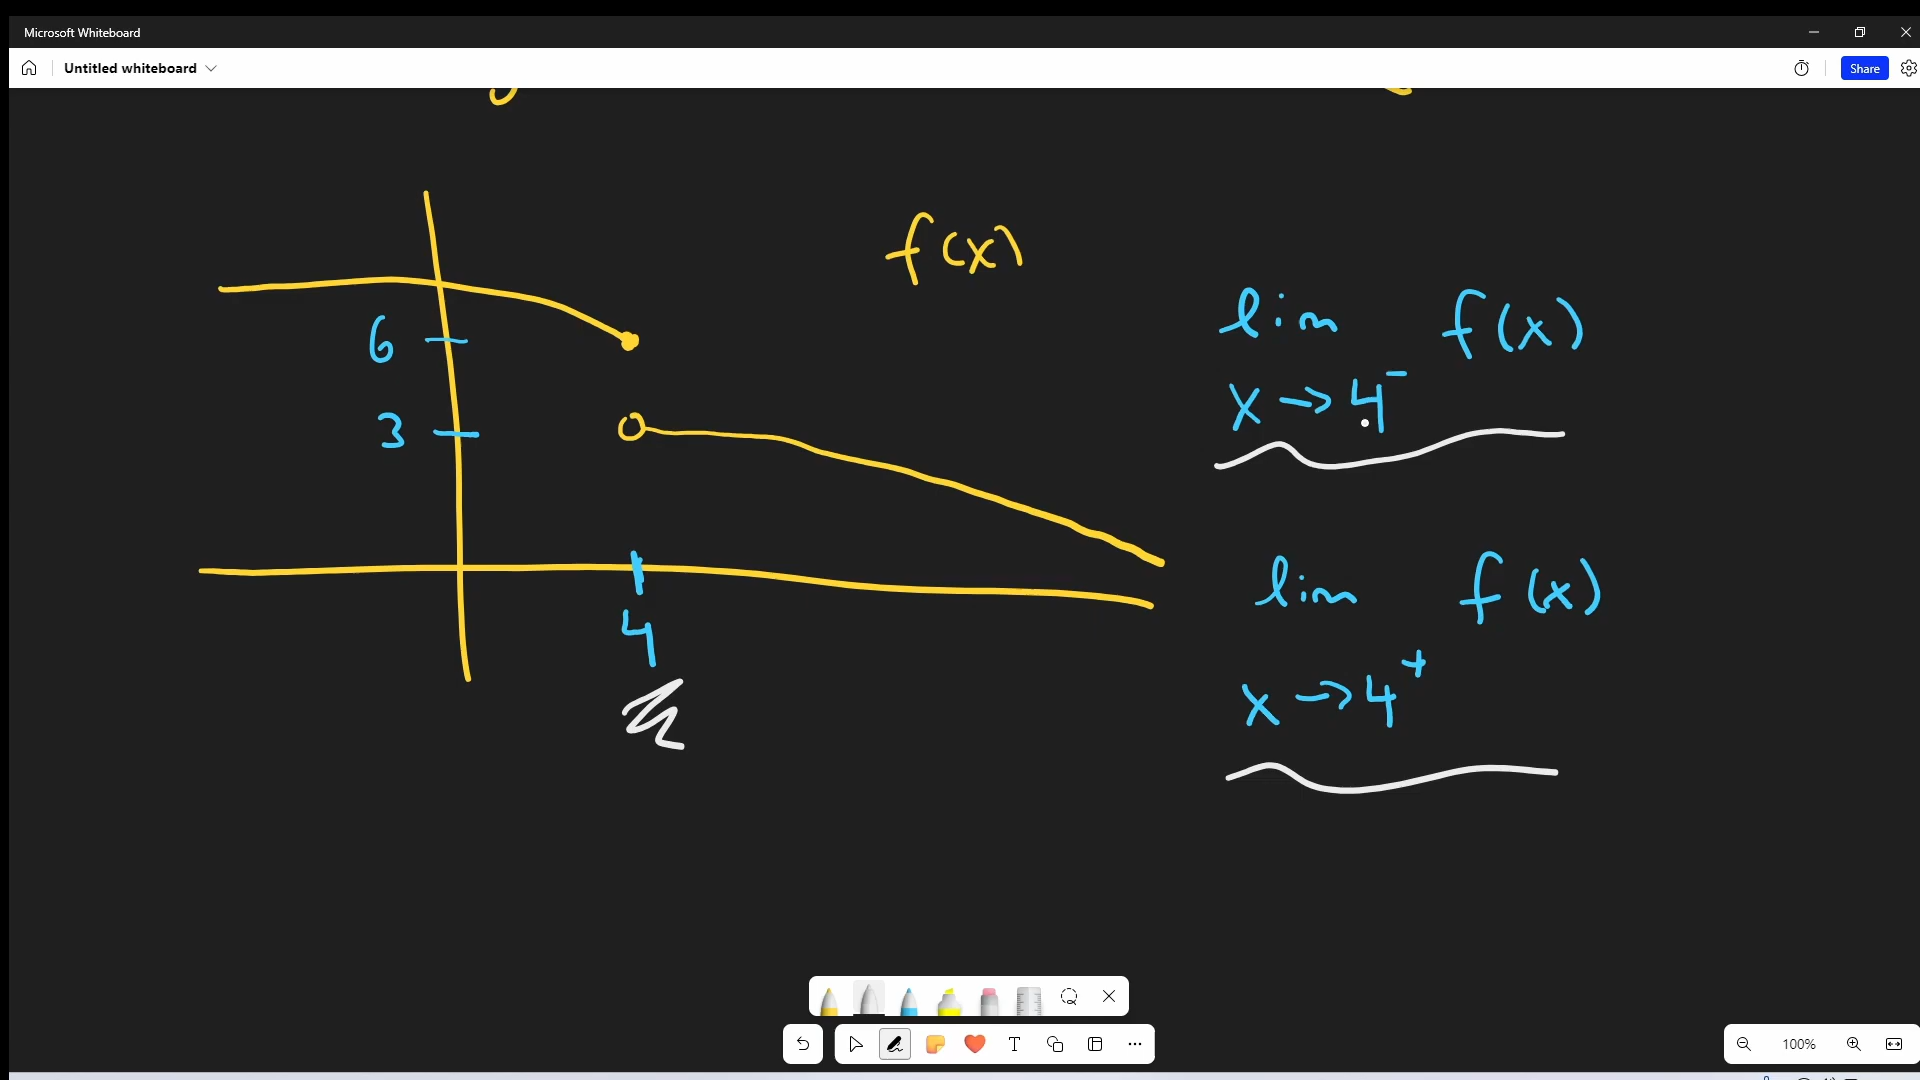 Microsoft Whiteboard
Untitled whiteboard
Share
f(x)
6
3
4
lim f(x)
x → 4⁻
lim f(x)
x → 4⁺
T
100%